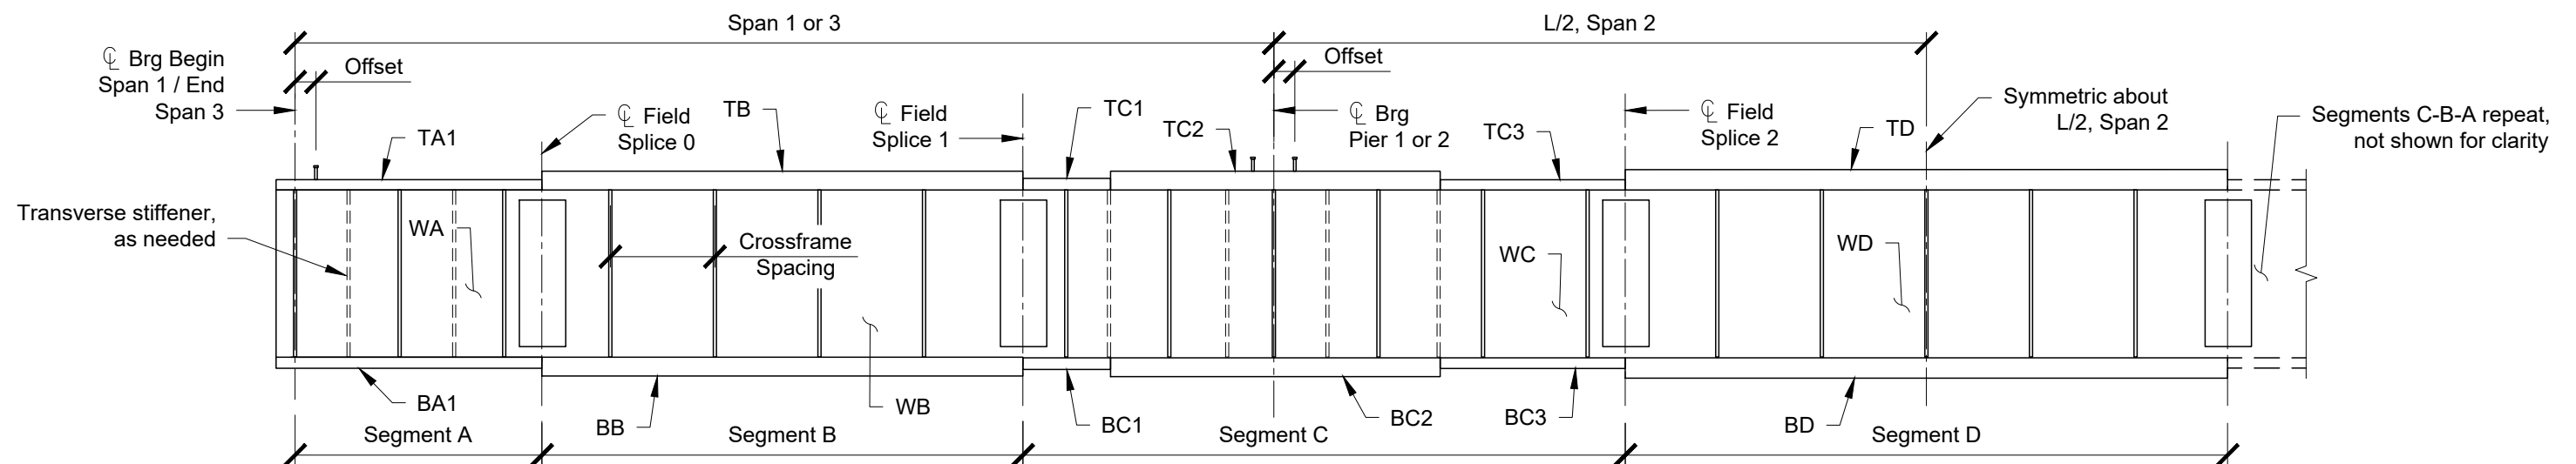 Span 1 or 3
L/2, Span 2
℄ Brg Begin
Span 1 / End
Span 3
Offset
Offset
TA1
℄ Field
Splice 0
TB
℄ Field
Splice 1
TC1
TC2
℄ Brg
Pier 1 or 2
TC3
℄ Field
Splice 2
TD
Symmetric about
L/2, Span 2
Segments C-B-A repeat,
not shown for clarity
Transverse stiffener,
as needed
WA
Crossframe
Spacing
WC
WD
BA1
BB
WB
BC1
BC2
BC3
BD
Segment A
Segment B
Segment C
Segment D